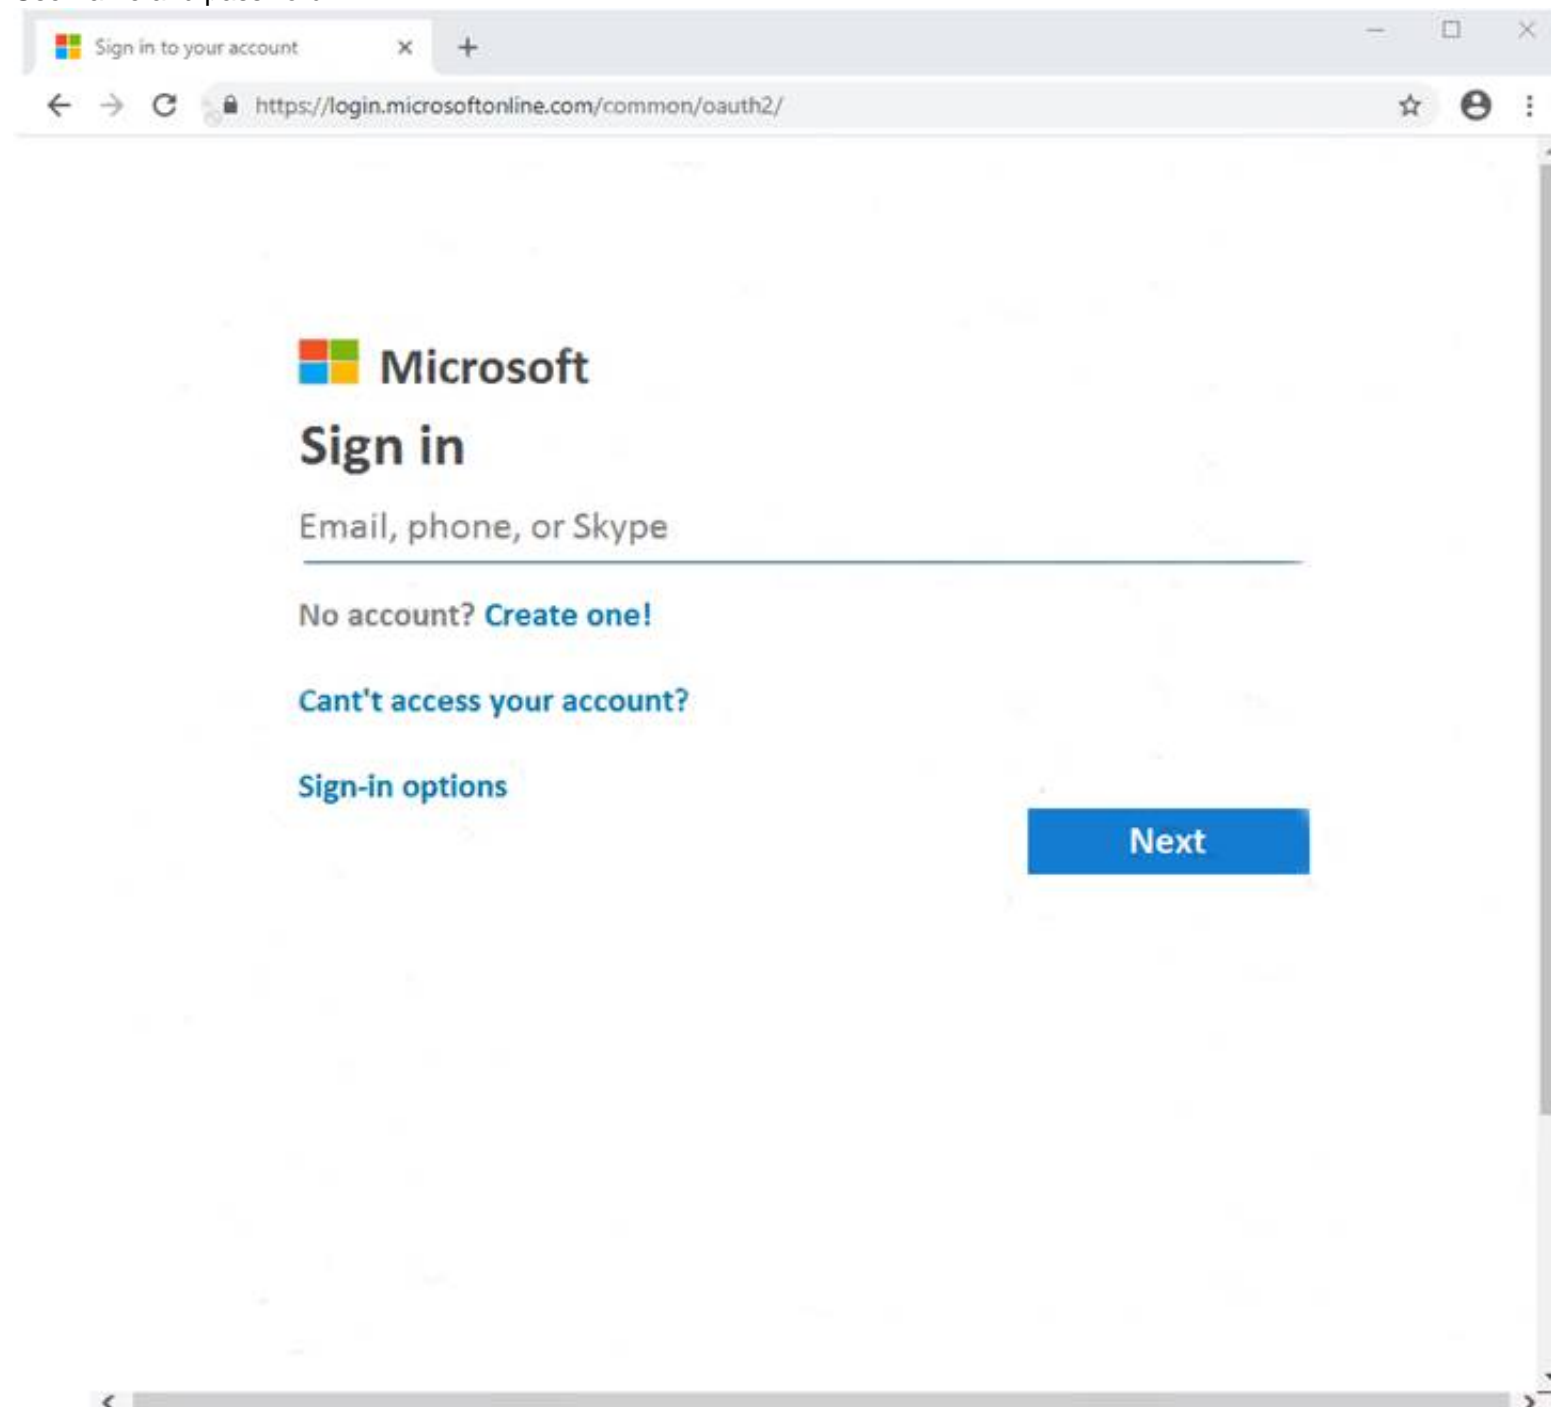 Sign in to your account
https://login.microsoftonline.com/common/oauth2/
Microsoft
Sign in
Email, phone, or Skype
No account? Create one!
Cant't access your account?
Sign-in options
Next